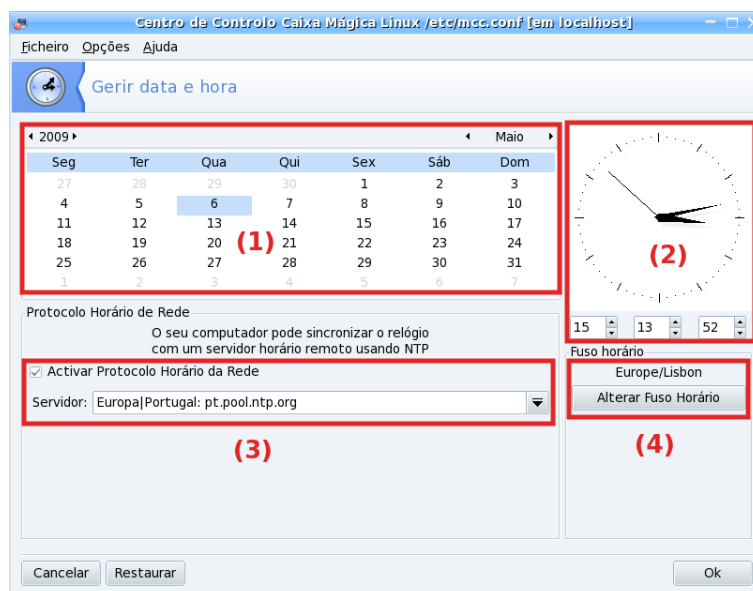 Centro de Controlo Caixa Mágica Linux /etc/mcc.conf [em localhost]
Ficheiro Opções Ajuda
Gerir data e hora
2009 Maio
Seg Ter Qua Qui Sex Sáb Dom
27 28 29 30 1 2 3
4 5 6 7 8 9 10
11 12 13 14 15 16 17
18 19 20 21 22 23 24
25 26 27 28 29 30 31
1 2 3 4 5 6 7
(1)
(2)
15 13 52
Protocolo Horário de Rede
O seu computador pode sincronizar o relógio
com um servidor horário remoto usando NTP
Activar Protocolo Horário da Rede
Servidor: Europa|Portugal: pt.pool.ntp.org
(3)
Fuso horário
Europe/Lisbon
Alterar Fuso Horário
(4)
Cancelar Restaurar Ok